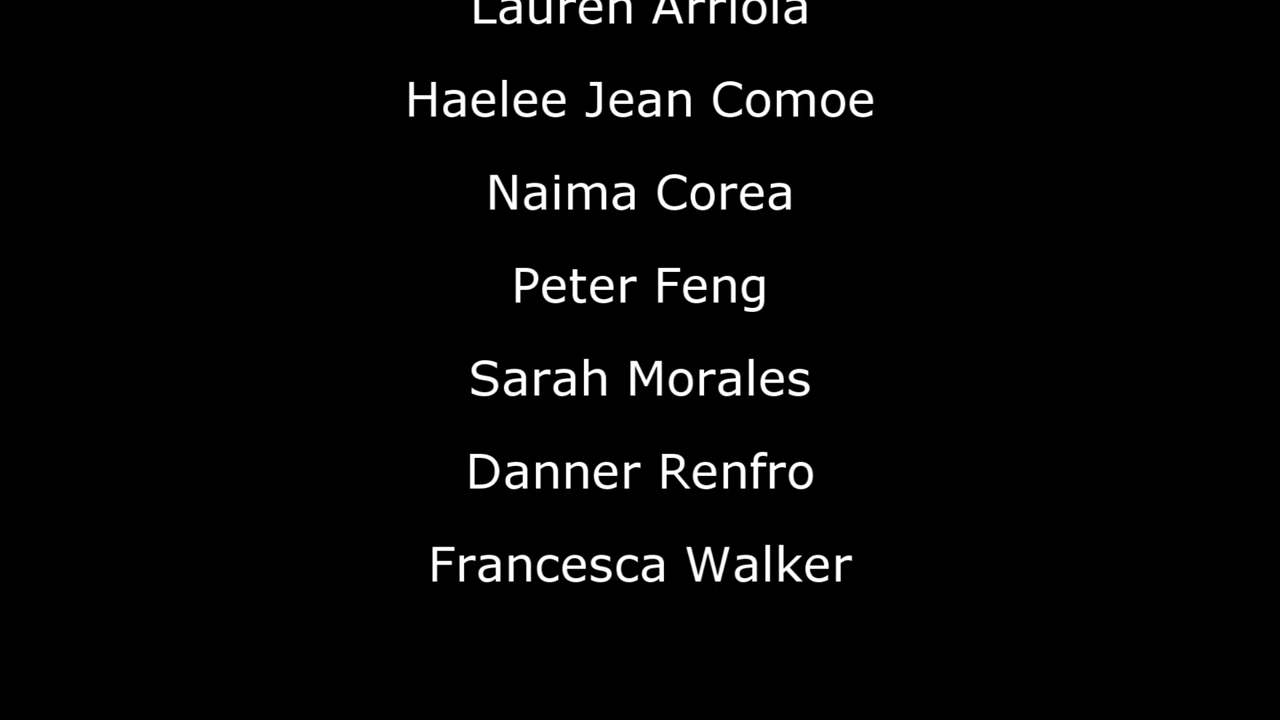 Lauren Arriola
Haelee Jean Comoe
Naima Corea
Peter Feng
Sarah Morales
Danner Renfro
Francesca Walker